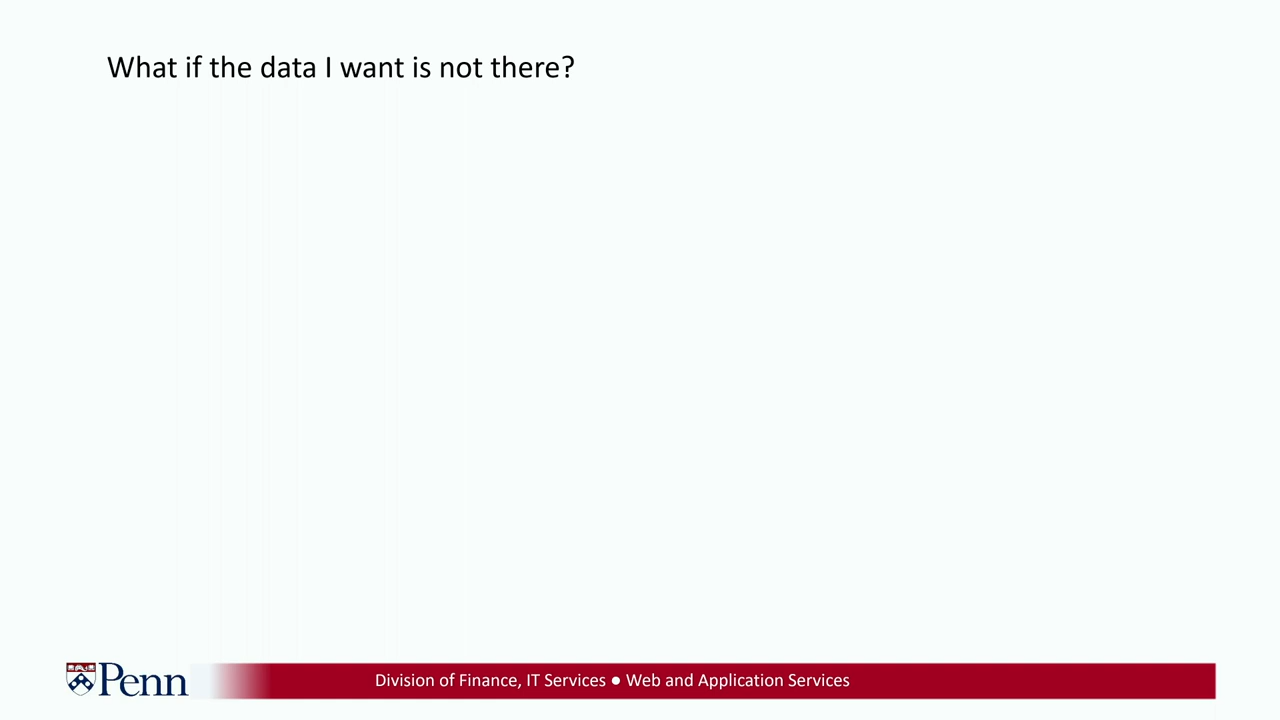 What if the data I want is not there?
Penn
Division of Finance, IT Services ● Web and Application Services